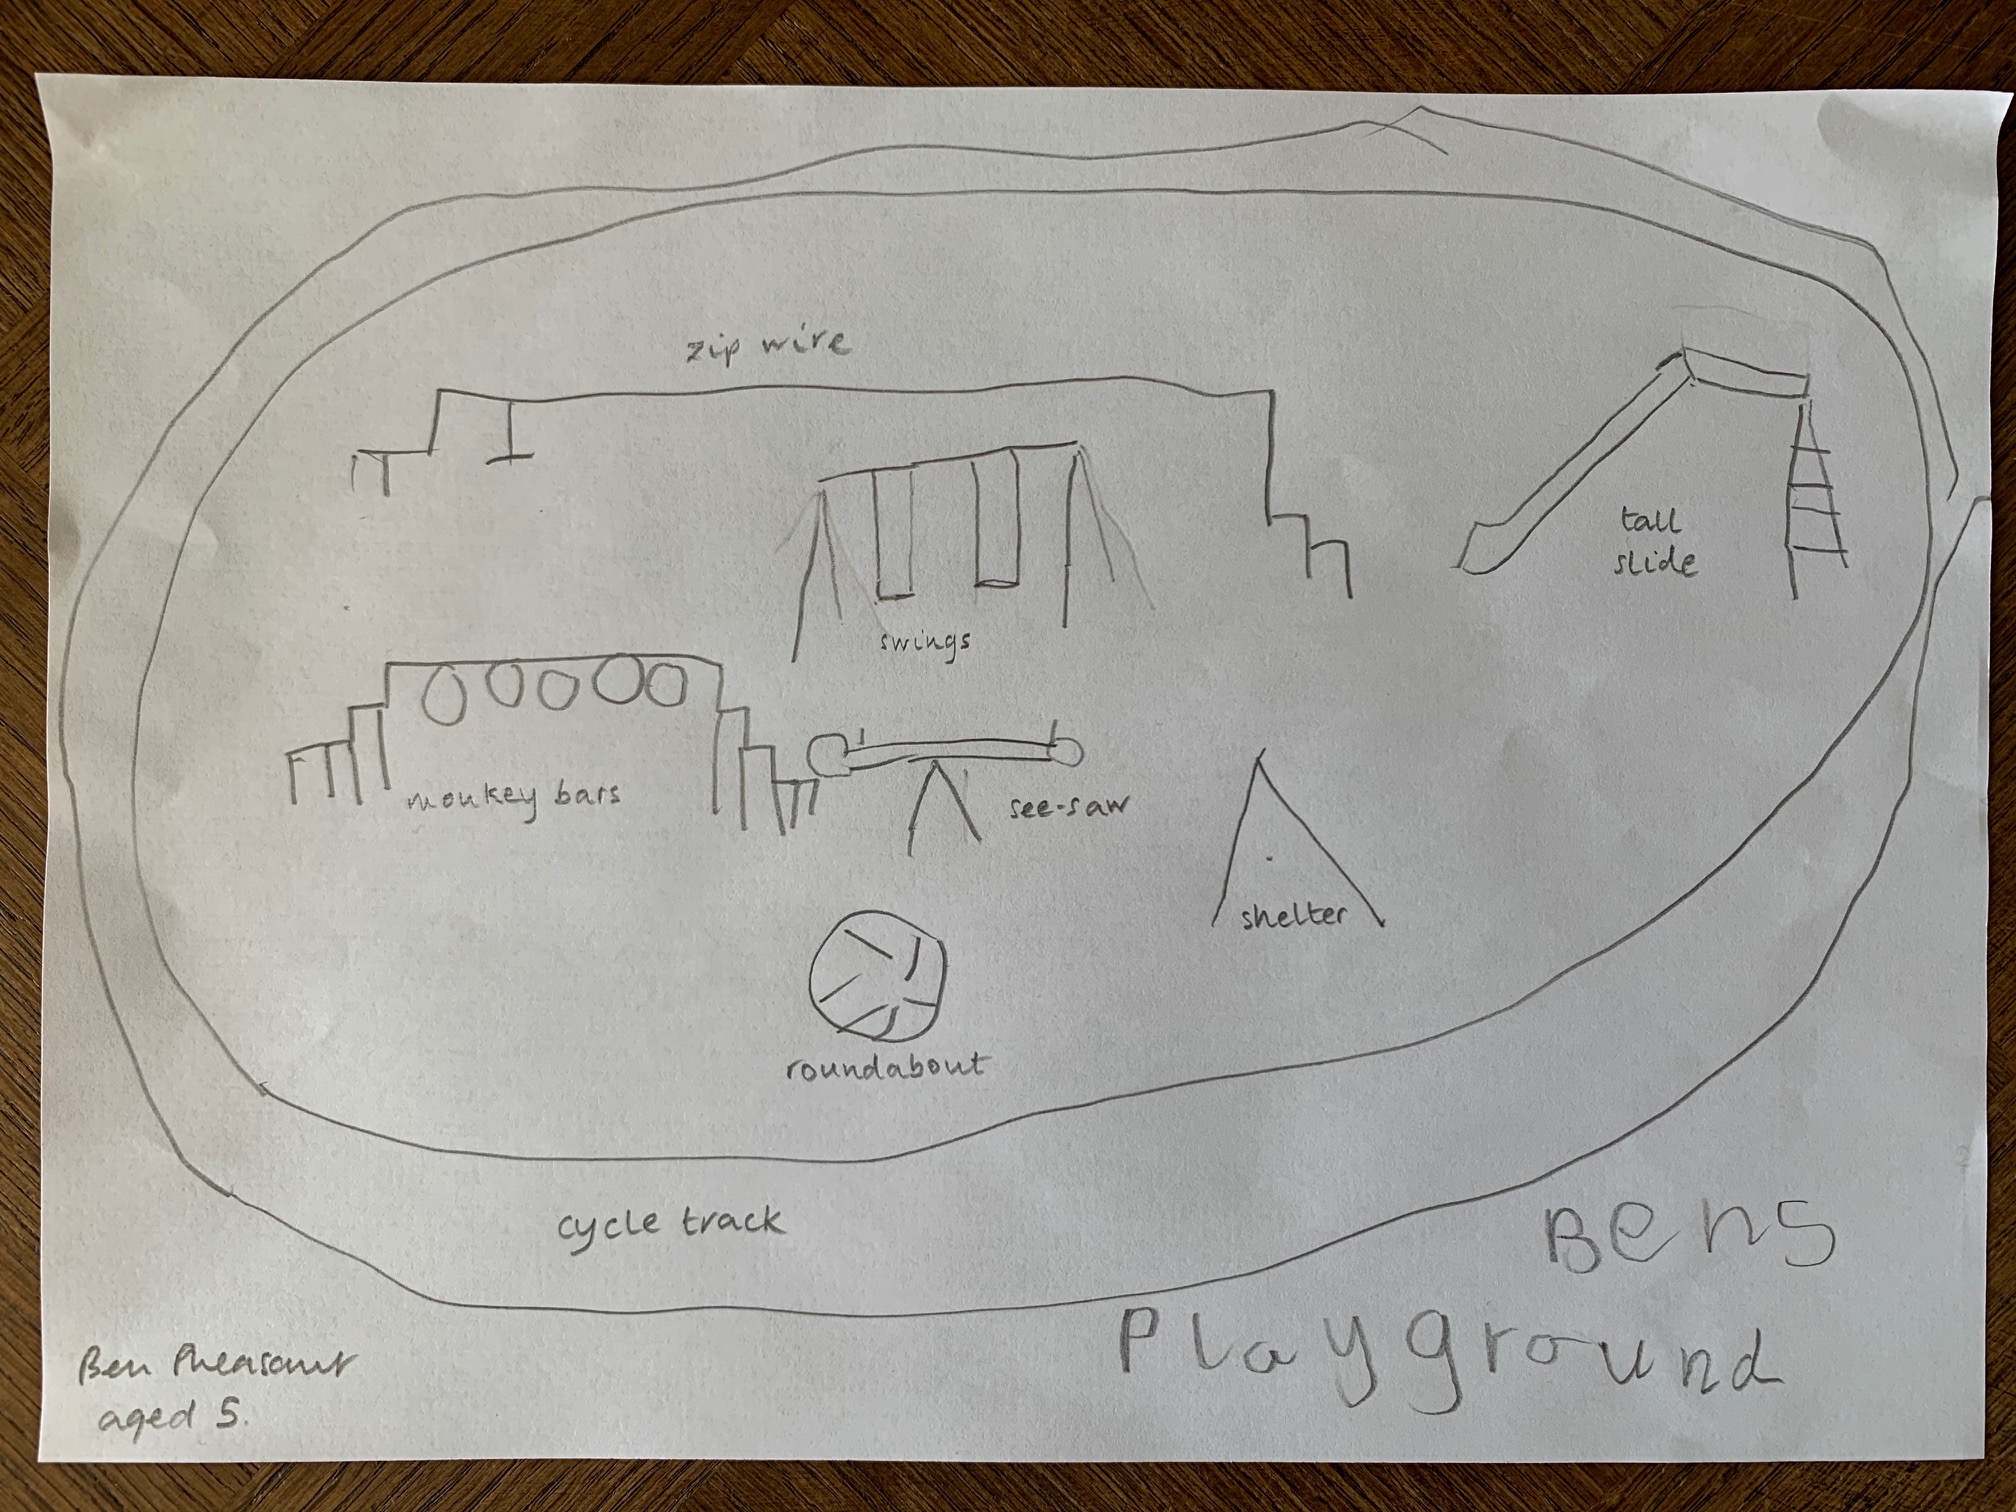 zip wire
tall
slide
swings
monkey bars
see-saw
shelter
roundabout
cycle track
Bens
Playground
Ben Pheasant
aged 5.